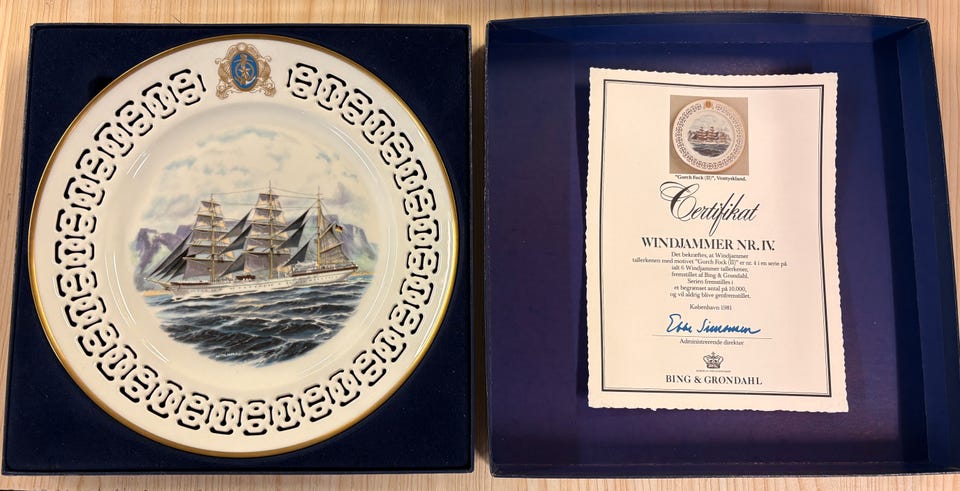 "Gorch Fock (II)", Vesttyskland.
Certifikat
WINDJAMMER NR. IV.
Det bekræftes, at Windjammer
tallerkenen med motivet "Gorch Fock (II)" er nr. 4 i en serie på
ialt 6 Windjammer tallerkener,
fremstillet af Bing & Grøndahl.
Serien fremstilles i
et begrænset antal på 10.000,
og vil aldrig blive genfremstillet.
København 1981
Ebbe Simonsen
Administrerende direktør
BING & GRØNDAHL